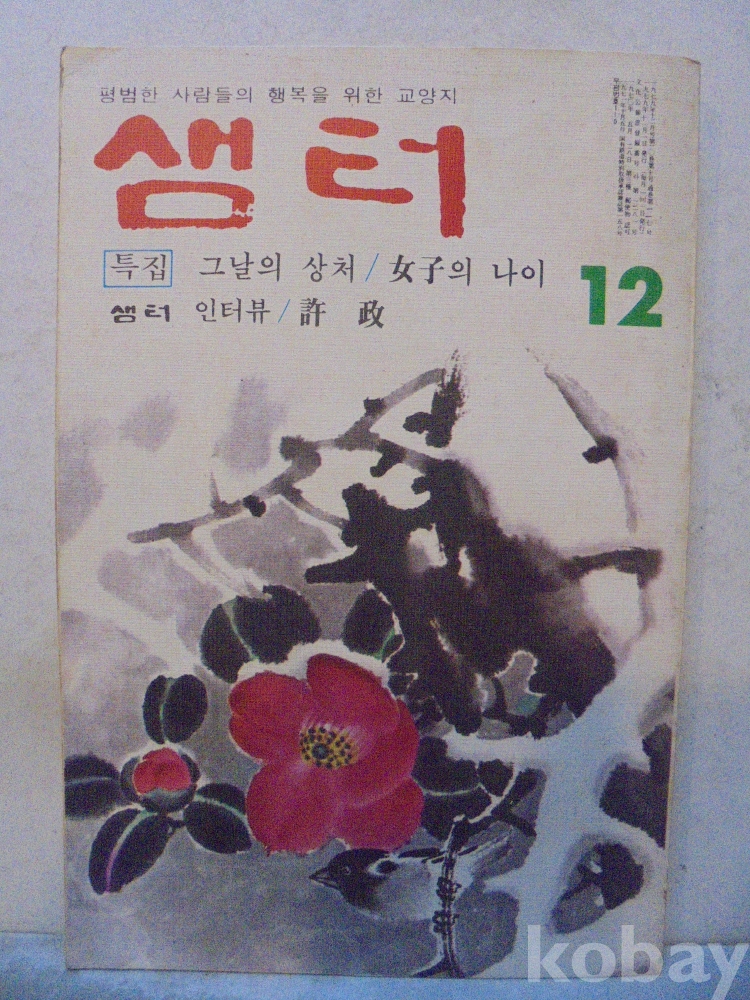 평범한 사람들의 행복을 위한 교양지
샘터
특집 그날의 상처 / 女子의 나이
샘터 인터뷰 / 許 政
12
kobay